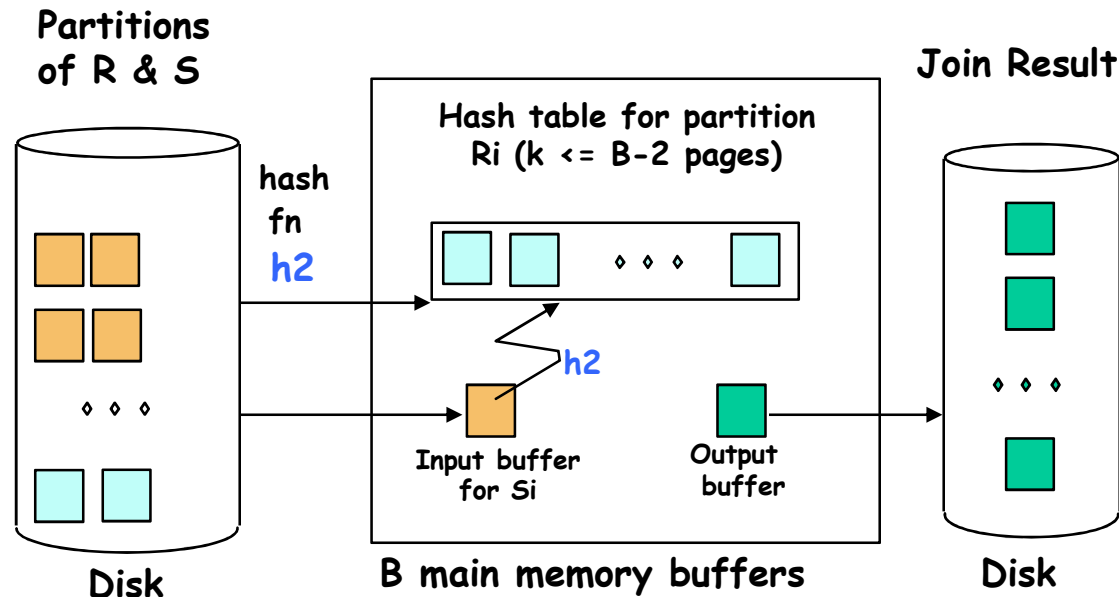 Partitions
of R & S
Join Result
Hash table for partition
Ri (k <= B-2 pages)
hash
fn
h2
h2
Input buffer
for Si
Output
buffer
Disk
B main memory buffers
Disk